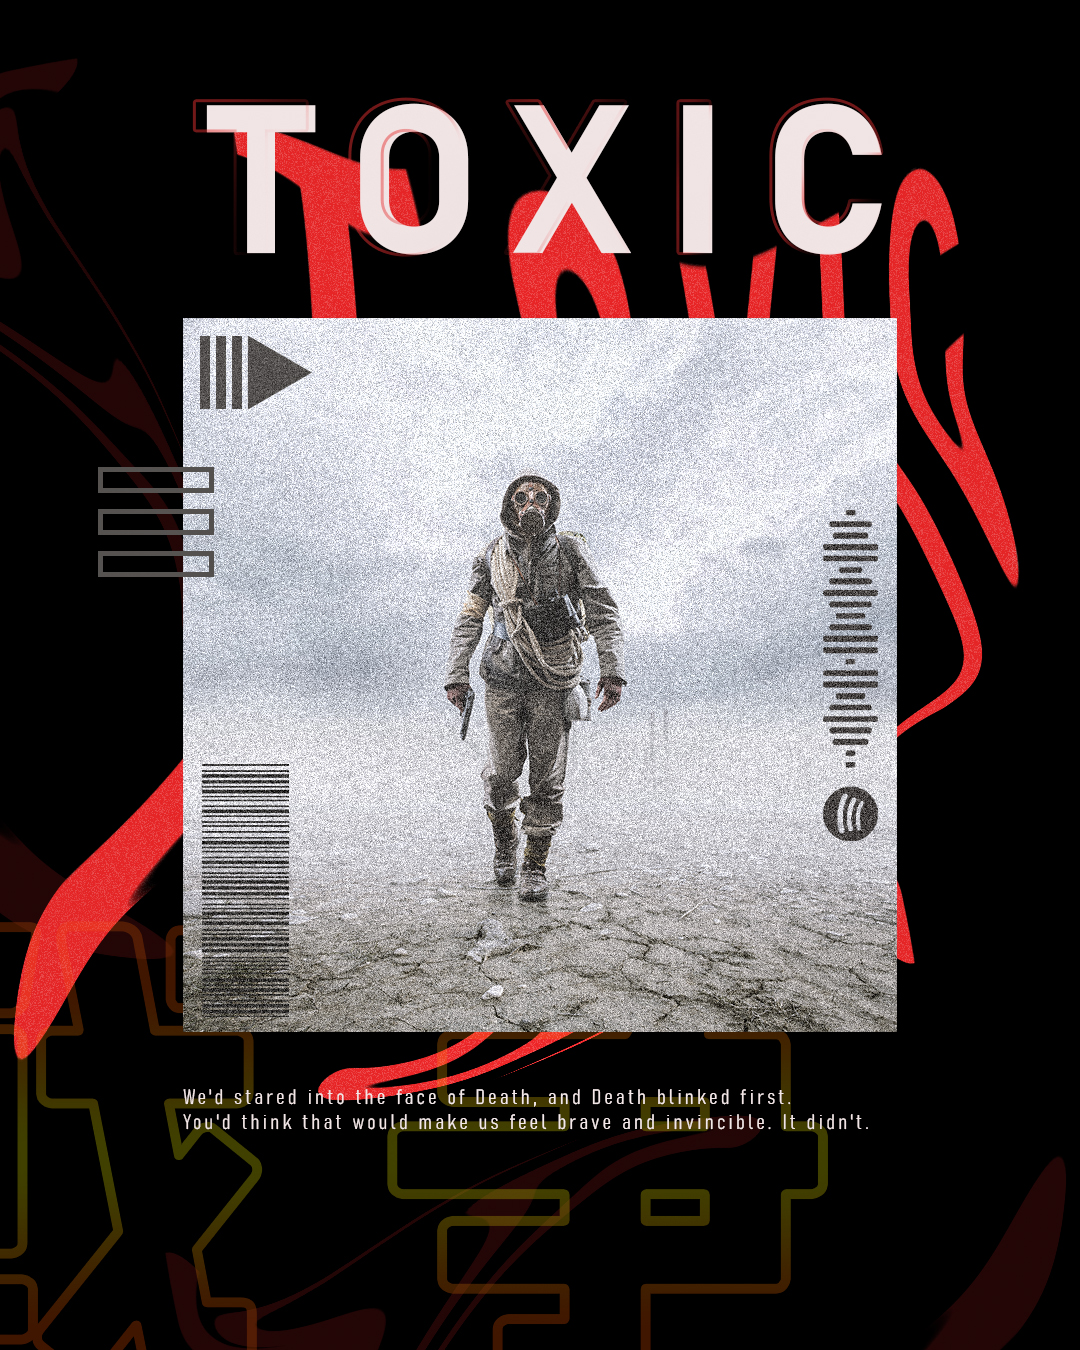 TOXIC
TOXIC
We'd stared into the face of Death, and Death blinked first.
You'd think that would make us feel brave and invincible. It didn't.